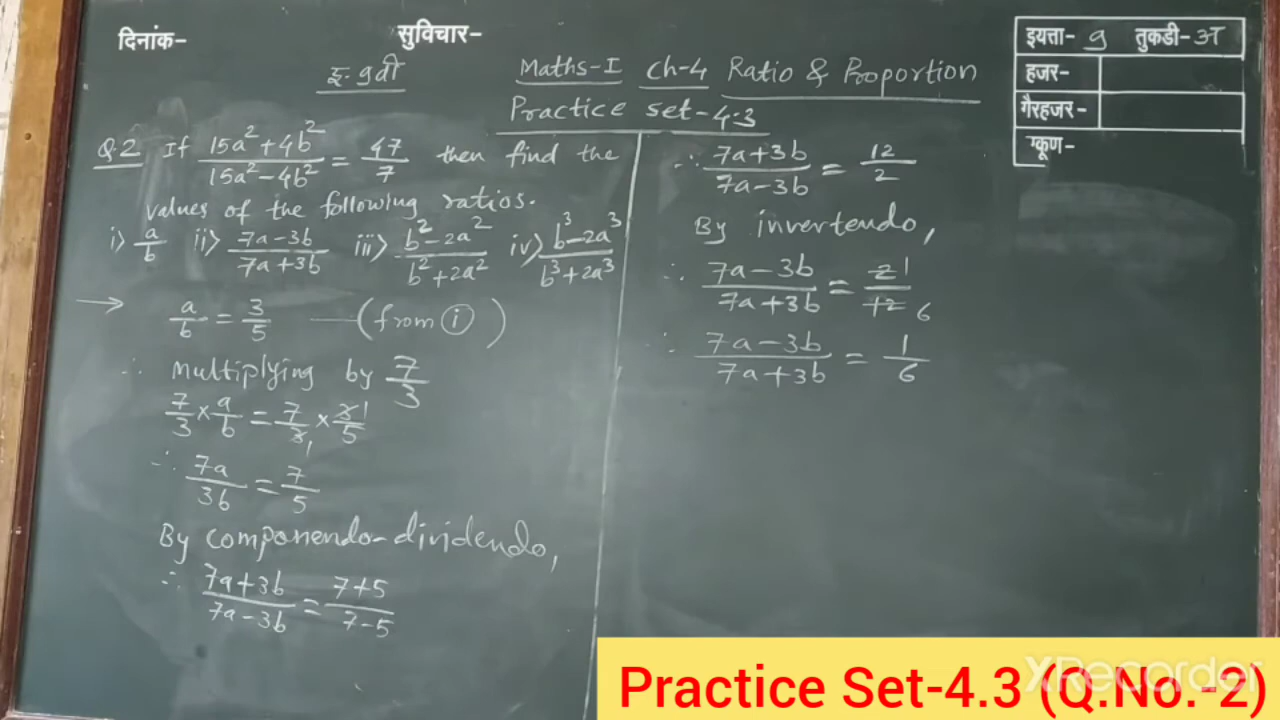 दिनांक-
सुविचार-
इयत्ता- 9 तुकडी- अ
हजर-
गैरहजर-
एकूण-
इ. 9वी
Maths-I Ch-4 Ratio & Proportion
Practice set-4.3
Q.2 If (15a²+4b²)/(15a²-4b²) = 47/7 then find the
values of the following ratios.
i) a/b ii) (7a-3b)/(7a+3b) iii) (b²-2a²)/(b²+2a²) iv) (b³-2a³)/(b³+2a³)
→ a/b = 3/5 —(from ①)
∴ Multiplying by 7/3
7/3 × a/b = 7/3 1 × 3 1/5
∴ 7a/3b = 7/5
By componendo-dividendo,
∴ (7a+3b)/(7a-3b) = (7+5)/(7-5)
∴ (7a+3b)/(7a-3b) = 12/2
By invertendo,
∴ (7a-3b)/(7a+3b) = 2 1/12 6
∴ (7a-3b)/(7a+3b) = 1/6
Practice Set-4.3 (Q.No.-2)
XRecorder